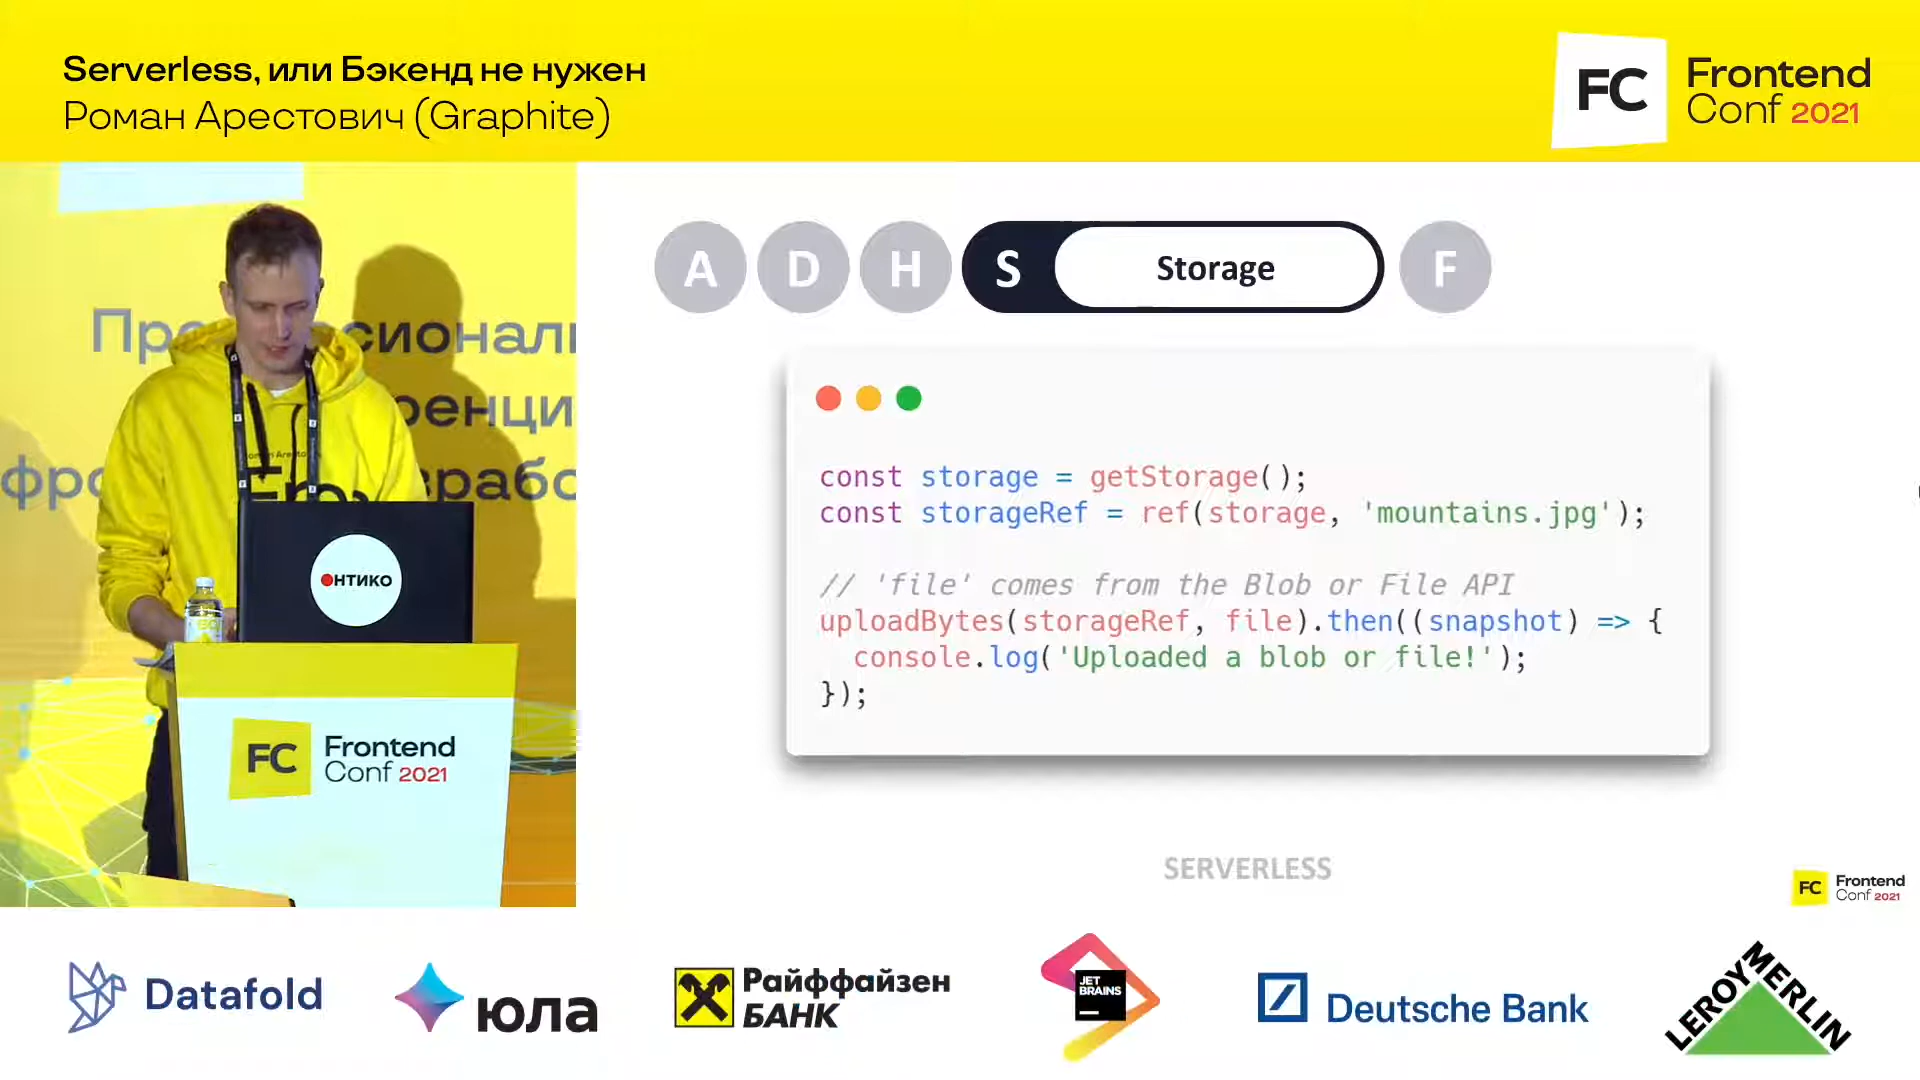 Serverless, или Бэкенд не нужен
Роман Арестович (Graphite)
FC
Frontend
Conf 2021
A
D
H
S
Storage
F
const storage = getStorage();
const storageRef = ref(storage, 'mountains.jpg');
// 'file' comes from the Blob or File API
uploadBytes(storageRef, file).then((snapshot) => {
console.log('Uploaded a blob or file!');
});
SERVERLESS
FC
Frontend
Conf 2021
ОНТИКО
FC
Frontend
Conf 2021
Datafold
юла
Райффайзен
БАНК
JET
BRAINS
Deutsche Bank
LEROY MERLIN